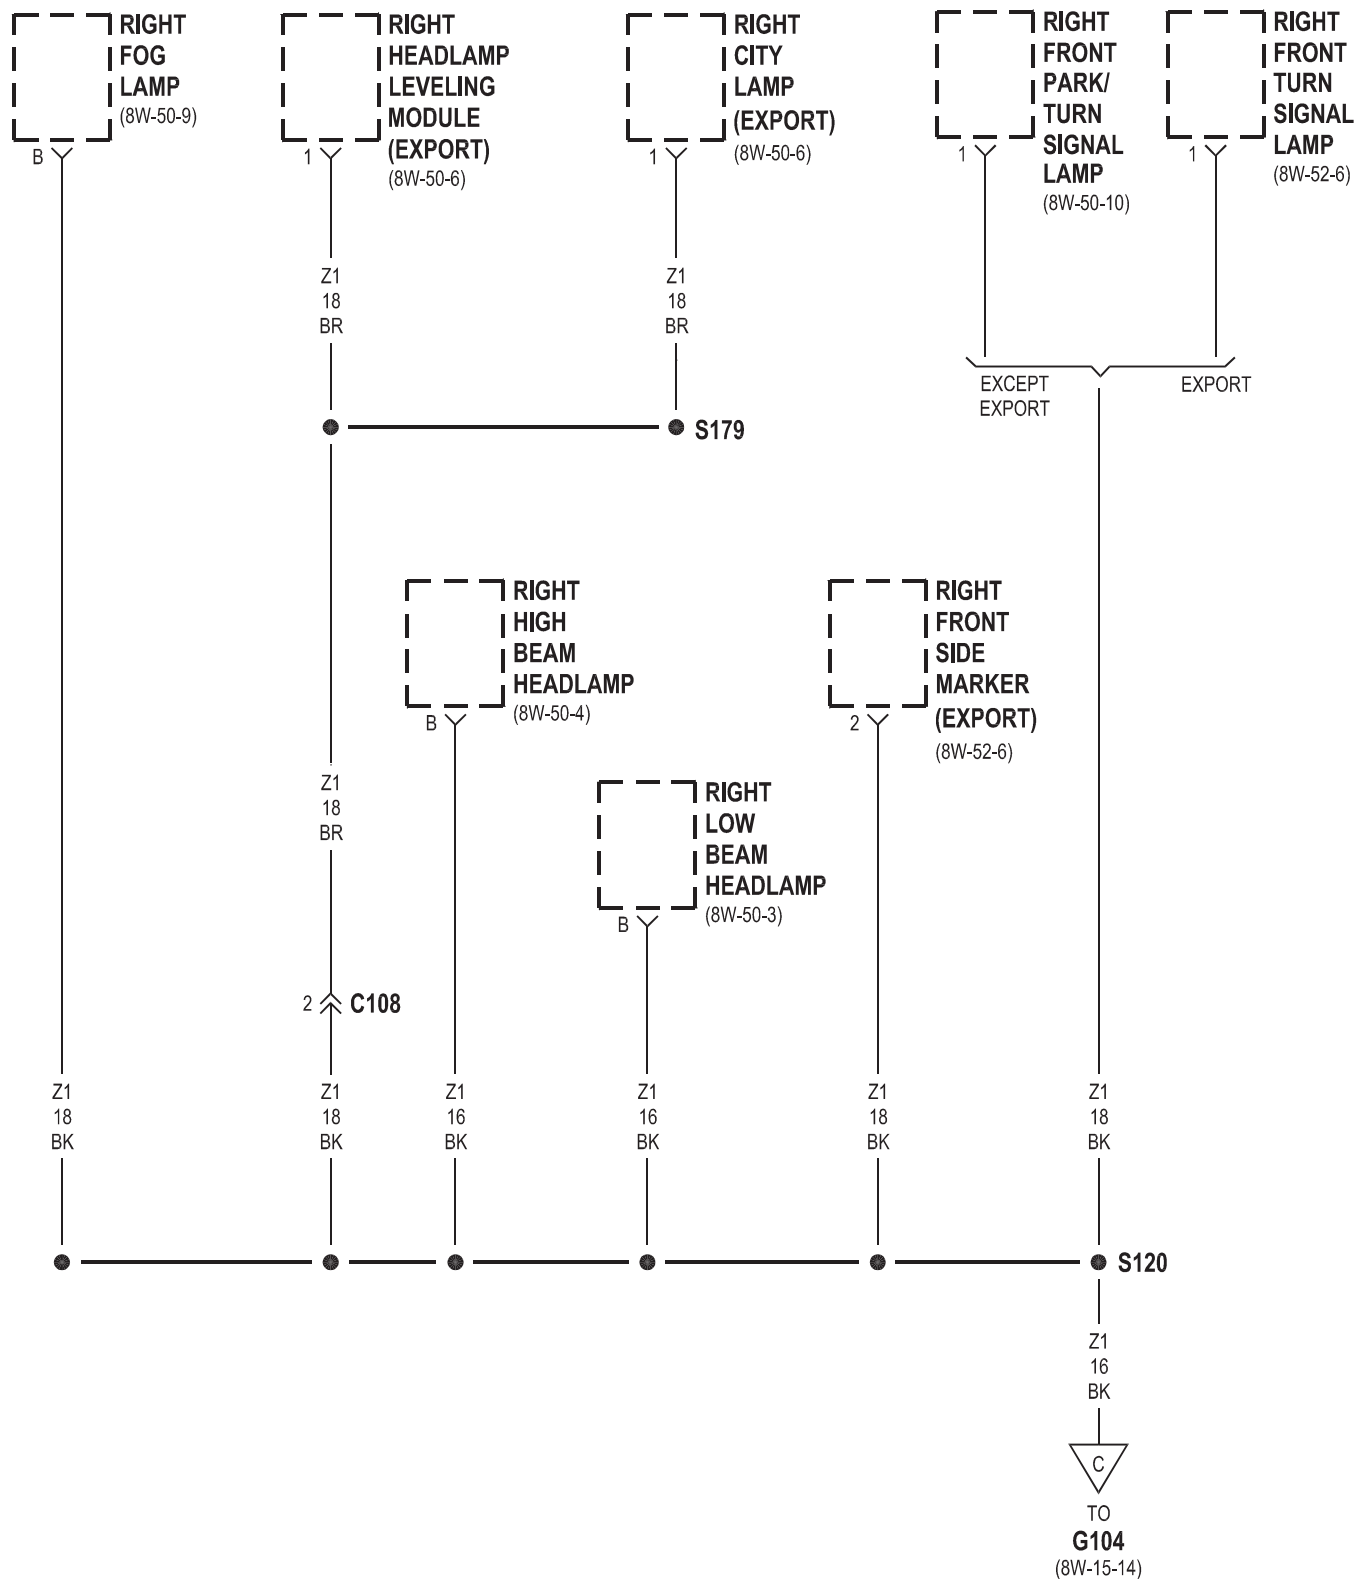 RIGHT
FOG
LAMP
(8W-50-9)
B
RIGHT
HEADLAMP
LEVELING
MODULE
(EXPORT)
(8W-50-6)
1
RIGHT
CITY
LAMP
(EXPORT)
(8W-50-6)
1
RIGHT
FRONT
PARK/
TURN
SIGNAL
LAMP
(8W-50-10)
1
RIGHT
FRONT
TURN
SIGNAL
LAMP
(8W-52-6)
1
Z1
18
BR
Z1
18
BR
EXCEPT
EXPORT
EXPORT
S179
RIGHT
HIGH
BEAM
HEADLAMP
(8W-50-4)
B
RIGHT
FRONT
SIDE
MARKER
(EXPORT)
(8W-52-6)
2
Z1
18
BR
RIGHT
LOW
BEAM
HEADLAMP
(8W-50-3)
B
2
C108
Z1
18
BK
Z1
18
BK
Z1
16
BK
Z1
16
BK
Z1
18
BK
Z1
18
BK
S120
Z1
16
BK
C
TO
G104
(8W-15-14)